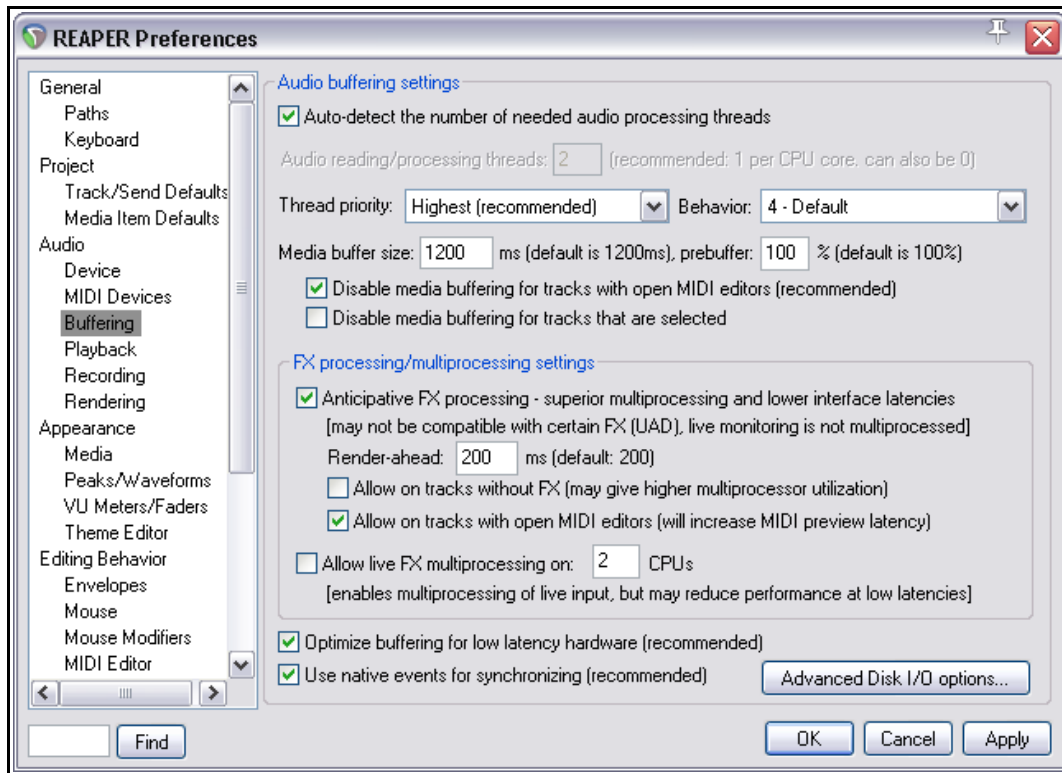 REAPER Preferences
General
Paths
Keyboard
Project
Track/Send Defaults
Media Item Defaults
Audio
Device
MIDI Devices
Buffering
Playback
Recording
Rendering
Appearance
Media
Peaks/Waveforms
VU Meters/Faders
Theme Editor
Editing Behavior
Envelopes
Mouse
Mouse Modifiers
MIDI Editor
Find
Audio buffering settings
Auto-detect the number of needed audio processing threads
Audio reading/processing threads: 2 (recommended: 1 per CPU core, can also be 0)
Thread priority: Highest (recommended) Behavior: 4 - Default
Media buffer size: 1200 ms (default is 1200ms), prebuffer: 100 % (default is 100%)
Disable media buffering for tracks with open MIDI editors (recommended)
Disable media buffering for tracks that are selected
FX processing/multiprocessing settings
Anticipative FX processing - superior multiprocessing and lower interface latencies
[may not be compatible with certain FX (UAD), live monitoring is not multiprocessed]
Render-ahead: 200 ms (default: 200)
Allow on tracks without FX (may give higher multiprocessor utilization)
Allow on tracks with open MIDI editors (will increase MIDI preview latency)
Allow live FX multiprocessing on: 2 CPUs
[enables multiprocessing of live input, but may reduce performance at low latencies]
Optimize buffering for low latency hardware (recommended)
Use native events for synchronizing (recommended) Advanced Disk I/O options...
OK Cancel Apply